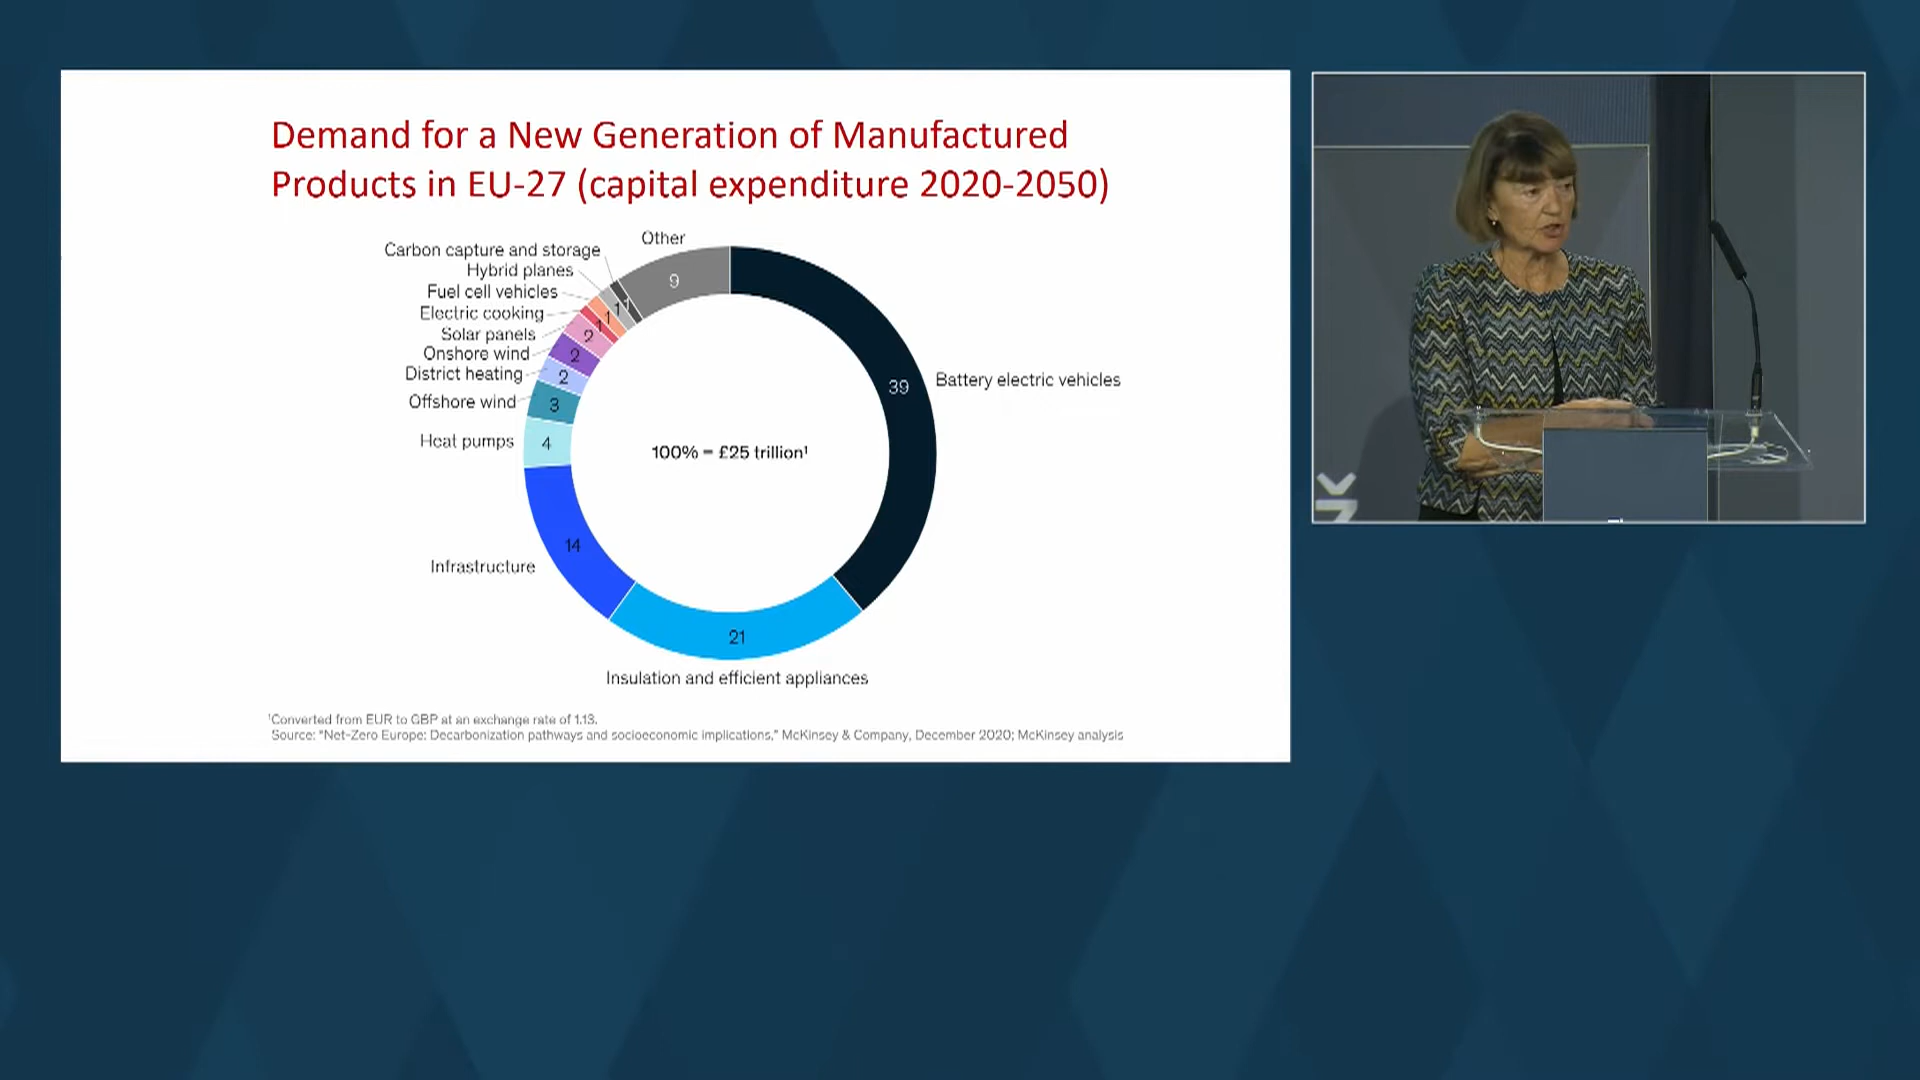 Demand for a New Generation of Manufactured
Products in EU-27 (capital expenditure 2020-2050)
Other
Carbon capture and storage
Hybrid planes
Fuel cell vehicles
Electric cooking
Solar panels
Onshore wind
District heating
Offshore wind
Heat pumps
Infrastructure
Insulation and efficient appliances
Battery electric vehicles
9
1
1
1
1
2
2
2
3
4
14
21
39
100% = £25 trillion¹
¹Converted from EUR to GBP at an exchange rate of 1.13.
Source: "Net-Zero Europe: Decarbonization pathways and socioeconomic implications," McKinsey & Company, December 2020; McKinsey analysis